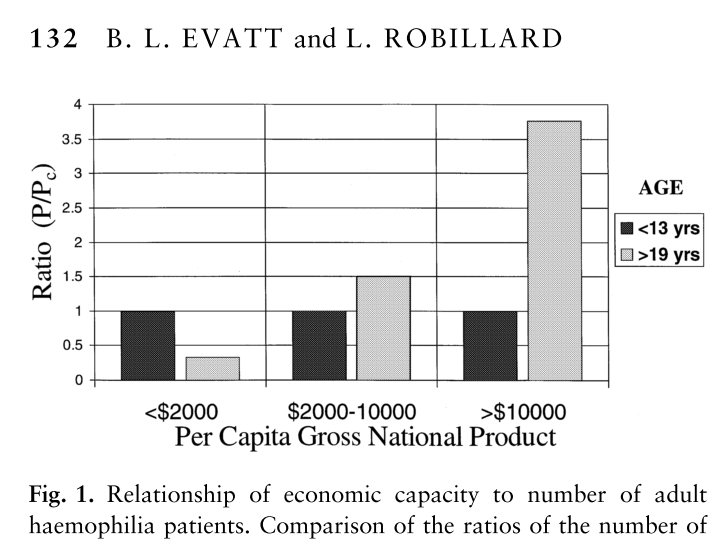 132 B. L. EVATT and L. ROBILLARD
4
3.5
3
2.5
2
1.5
1
0.5
0
Ratio (P/Pc)
AGE
<13 yrs
>19 yrs
<$2000 $2000-10000 >$10000
Per Capita Gross National Product
Fig. 1. Relationship of economic capacity to number of adult
haemophilia patients. Comparison of the ratios of the number of